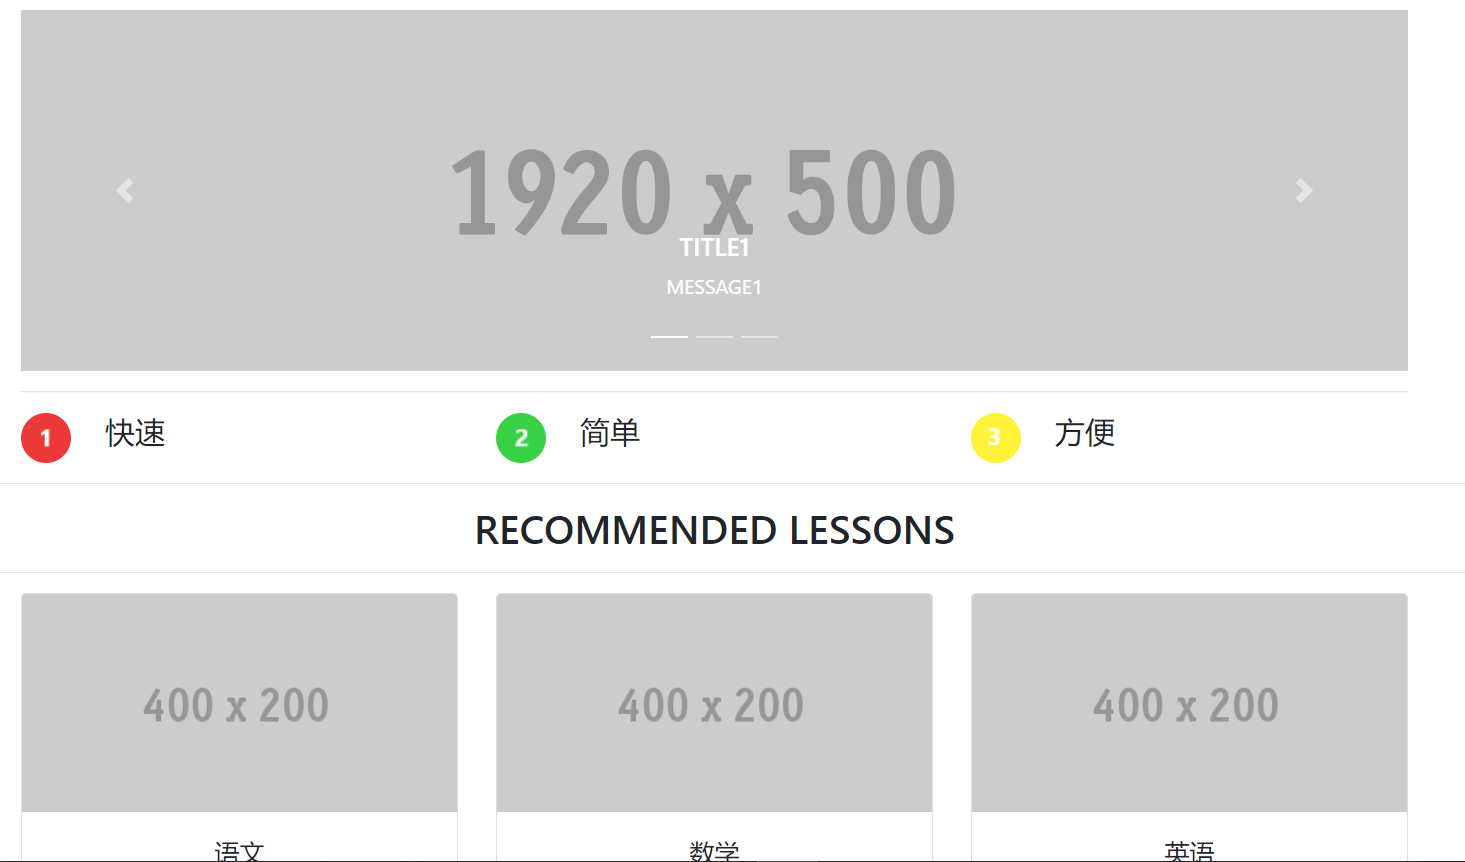 1920 x 500
TITLE1
MESSAGE1
1 快速
2 简单
3 方便
RECOMMENDED LESSONS
400 x 200 400 x 200 400 x 200
语文 数学 英语